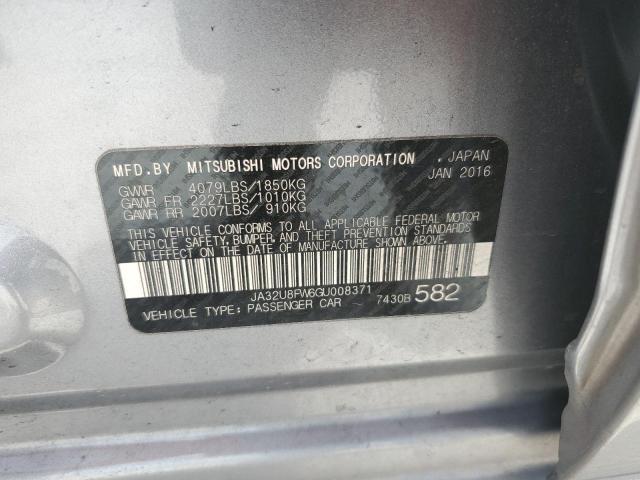 MFD.BY MITSUBISHI MOTORS CORPORATION , JAPAN
JAN 2016
GWWR 4079LBS/1850KG
GAWR FR 2227LBS/1010KG
GAWR RR 2007LBS/ 910KG
THIS VEHICLE CONFORMS TO ALL APPLICABLE FEDERAL MOTOR
VEHICLE SAFETY, BUMPER, AND THEFT PREVENTION STANDARDS
IN EFFECT ON THE DATE OF MANUFACTURE SHOWN ABOVE.
JA32U8FW6GU008371
VEHICLE TYPE: PASSENGER CAR 7430B 582